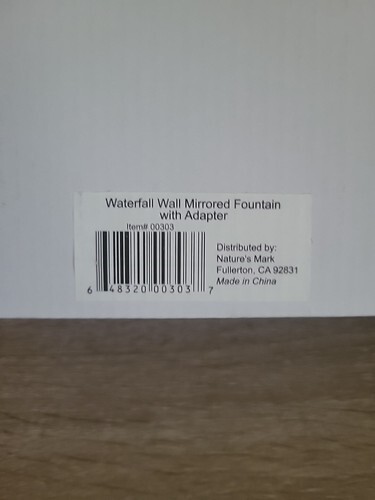 Waterfall Wall Mirrored Fountain
with Adapter
Item# 00303
Distributed by:
Nature's Mark
Fullerton, CA 92831
Made in China
6 48320 00303 7